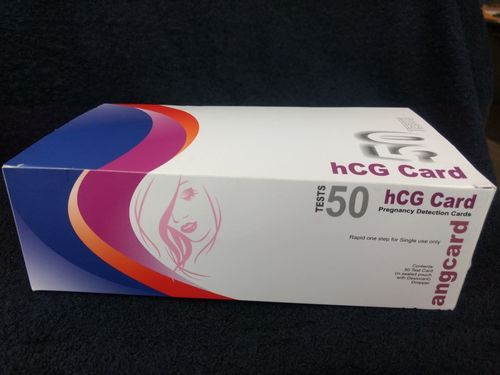 hCG Card
TESTS
50
hCG Card
Pregnancy Detection Cards
Rapid one step for Single use only
Contents:
50 Test Card
(in sealed pouch
with Desiccant)
Dropper
angcard